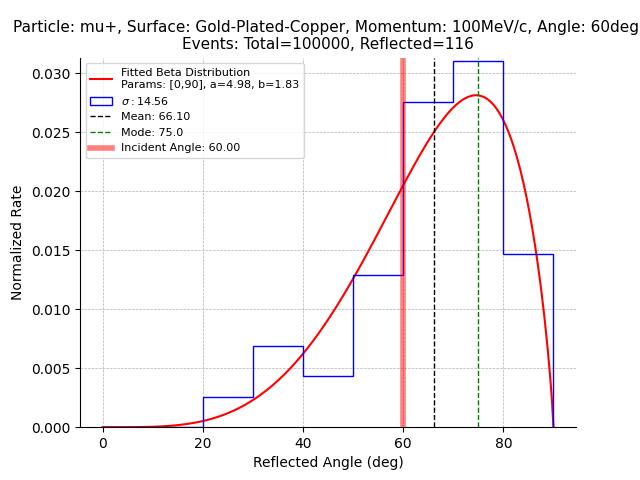 Particle: mu+, Surface: Gold-Plated-Copper, Momentum: 100MeV/c, Angle: 60deg
Events: Total=100000, Reflected=116
Fitted Beta Distribution
Params: [0,90], a=4.98, b=1.83
σ: 14.56
Mean: 66.10
Mode: 75.0
Incident Angle: 60.00
Normalized Rate
0.030
0.025
0.020
0.015
0.010
0.005
0.000
0 20 40 60 80
Reflected Angle (deg)